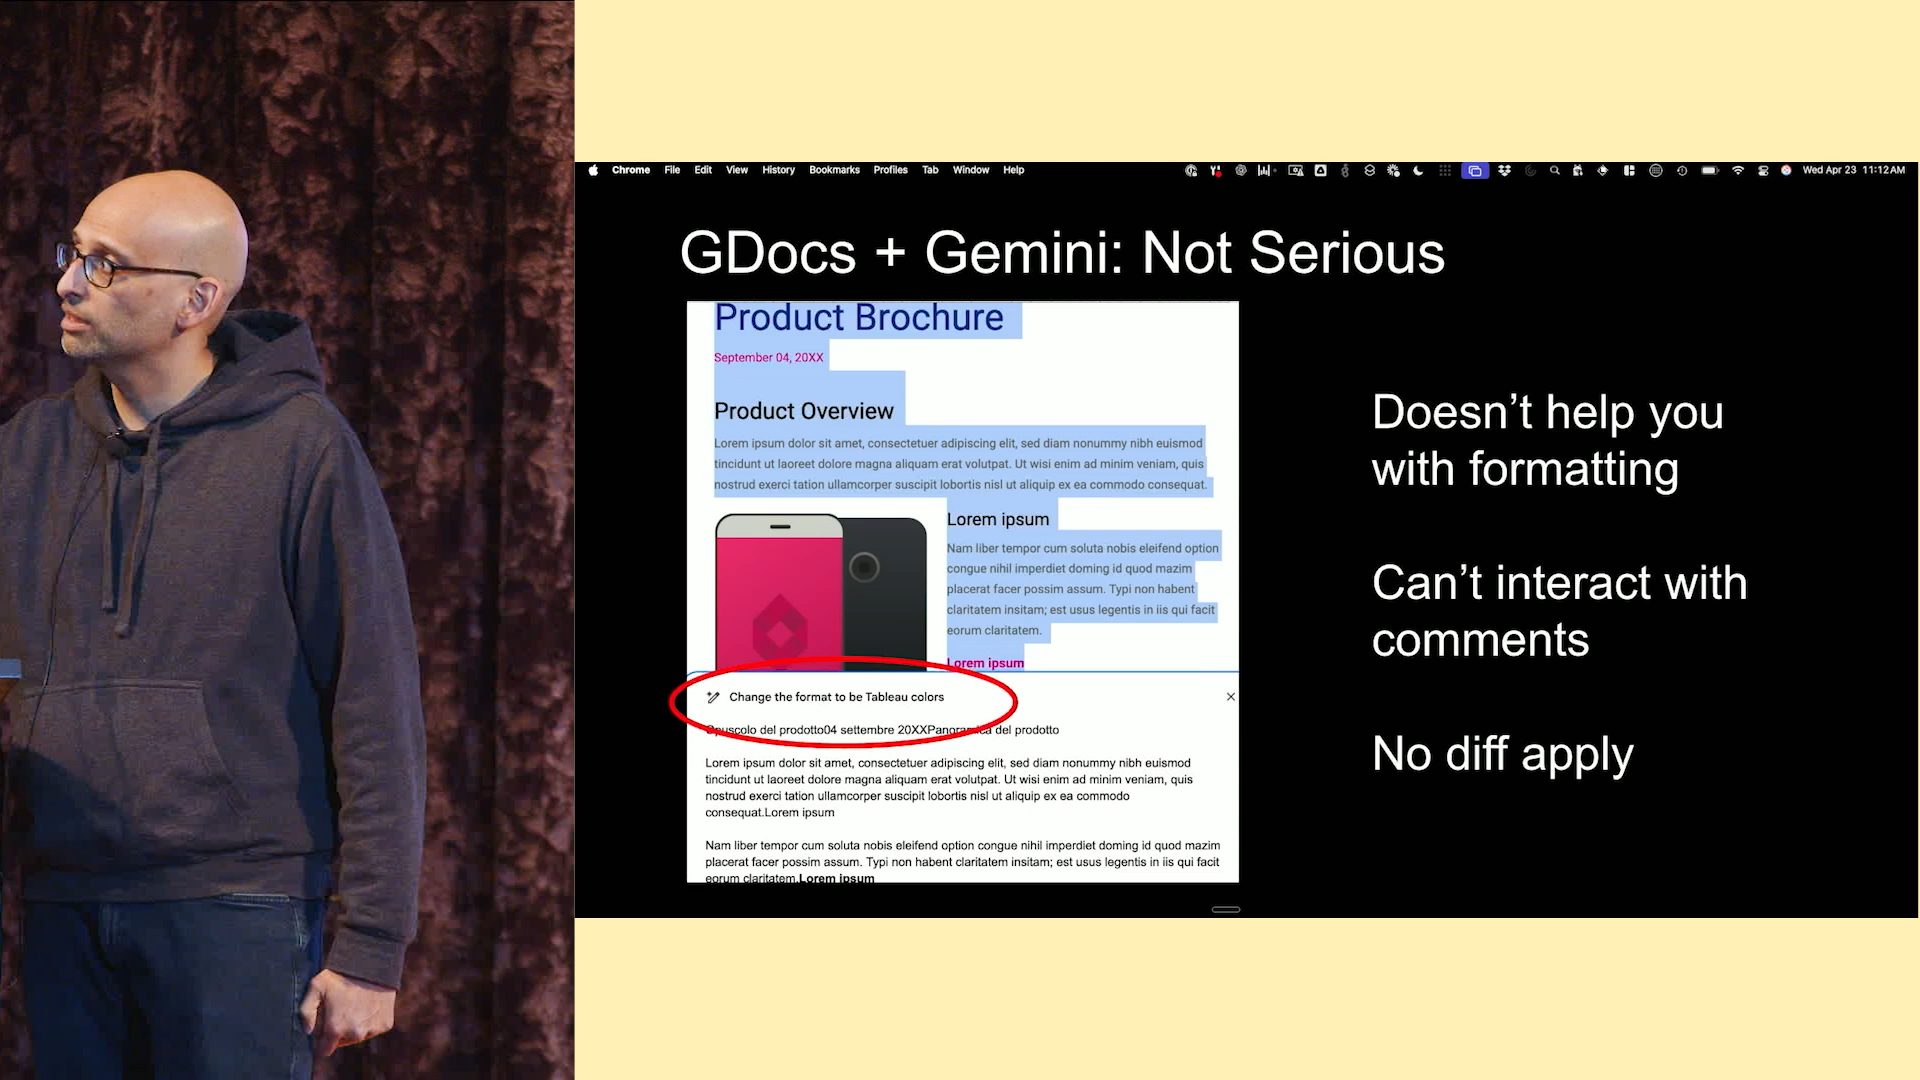 Chrome File Edit View History Bookmarks Profiles Tab Window Help Wed Apr 23 11:12 AM
GDocs + Gemini: Not Serious
Product Brochure
September 04, 20XX
Product Overview
Lorem ipsum dolor sit amet, consectetuer adipiscing elit, sed diam nonummy nibh euismod
tincidunt ut laoreet dolore magna aliquam erat volutpat. Ut wisi enim ad minim veniam, quis
nostrud exerci tation ullamcorper suscipit lobortis nisl ut aliquip ex ea commodo consequat.
Lorem ipsum
Nam liber tempor cum soluta nobis eleifend option
congue nihil imperdiet doming id quod mazim
placerat facer possim assum. Typi non habent
claritatem insitam; est usus legentis in iis qui facit
eorum claritatem.
Lorem ipsum
Change the format to be Tableau colors
Opuscolo del prodotto04 settembre 20XXPanoramica del prodotto
Lorem ipsum dolor sit amet, consectetuer adipiscing elit, sed diam nonummy nibh euismod
tincidunt ut laoreet dolore magna aliquam erat volutpat. Ut wisi enim ad minim veniam, quis
nostrud exerci tation ullamcorper suscipit lobortis nisl ut aliquip ex ea commodo
consequat.Lorem ipsum
Nam liber tempor cum soluta nobis eleifend option congue nihil imperdiet doming id quod mazim
placerat facer possim assum. Typi non habent claritatem insitam; est usus legentis in iis qui facit
eorum claritatem.Lorem ipsum
Doesn’t help you
with formatting
Can’t interact with
comments
No diff apply